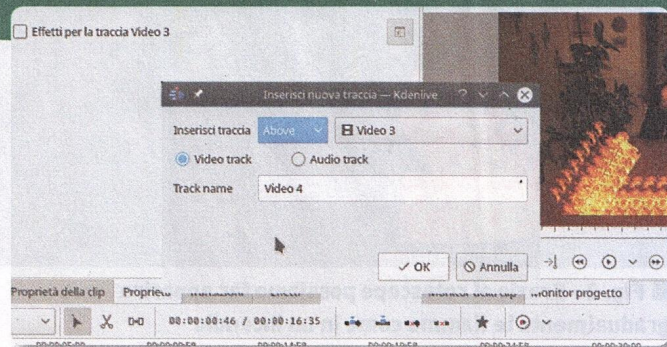 Effetti per la traccia Video 3
Inserisci nuova traccia — Kdenlive
Inserisci traccia Above Video 3
Video track Audio track
Track name Video 4
OK Annulla
Proprietà della clip Monitor progetto
00:00:00:46 / 00:00:16:35